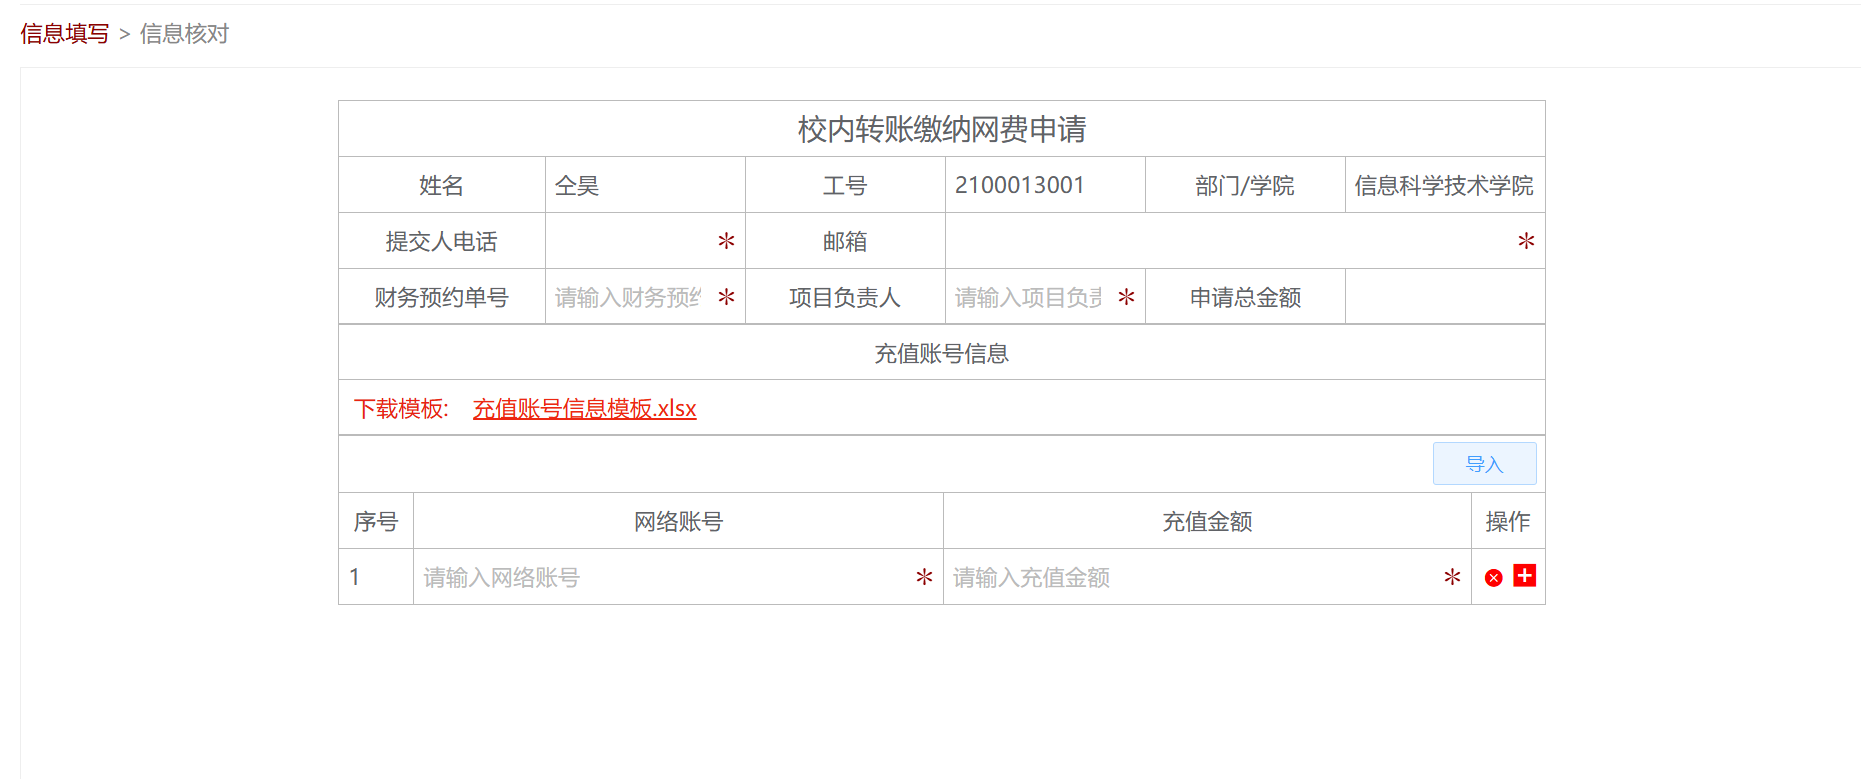 信息填写 > 信息核对
校内转账缴纳网费申请
姓名 仝昊 工号 2100013001 部门/学院 信息科学技术学院
提交人电话 * 邮箱 *
财务预约单号 请输入财务预约 * 项目负责人 请输入项目负责 * 申请总金额
充值账号信息
下载模板: 充值账号信息模板.xlsx
导入
序号 网络账号 充值金额 操作
1 请输入网络账号 * 请输入充值金额 *